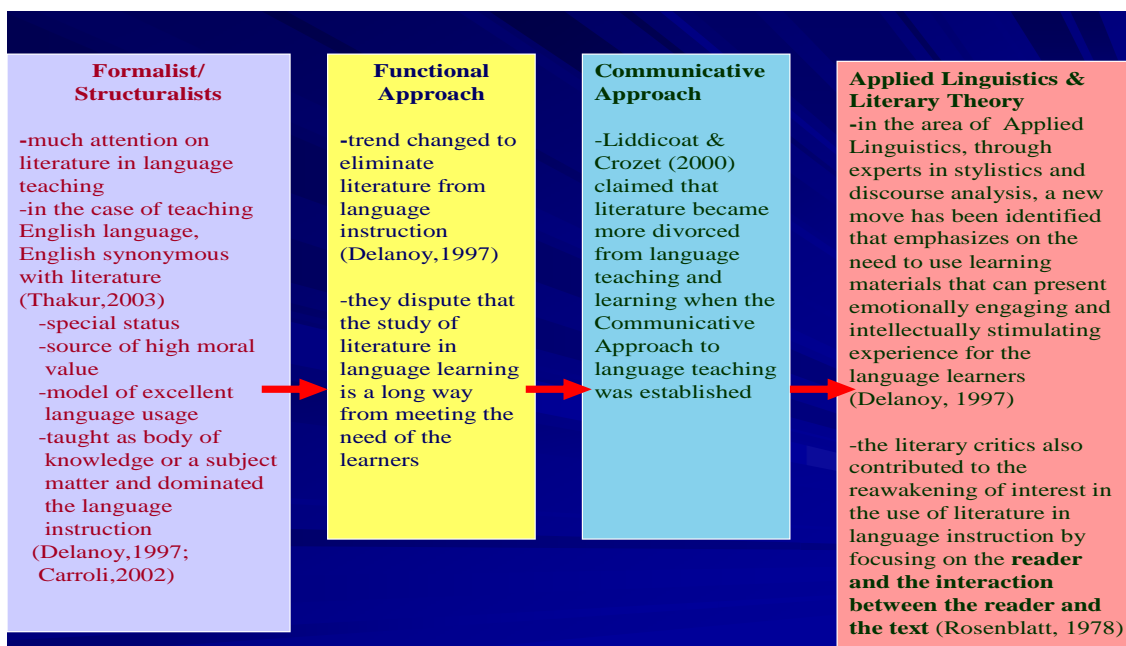 Formalist/
Structuralists
-much attention on
literature in language
teaching
-in the case of teaching
English language,
English synonymous
with literature
(Thakur,2003)
-special status
-source of high moral
value
-model of excellent
language usage
-taught as body of
knowledge or a subject
matter and dominated
the language
instruction
(Delanoy,1997;
Carroli,2002)
Functional
Approach
-trend changed to
eliminate
literature from
language
instruction
(Delanoy,1997)
-they dispute that
the study of
literature in
language learning
is a long way
from meeting the
need of the
learners
Communicative
Approach
-Liddicoat &
Crozet (2000)
claimed that
literature became
more divorced
from language
teaching and
learning when the
Communicative
Approach to
language teaching
was established
Applied Linguistics &
Literary Theory
-in the area of  Applied
Linguistics, through
experts in stylistics and
discourse analysis, a new
move has been identified
that emphasizes on the
need to use learning
materials that can present
emotionally engaging and
intellectually stimulating
experience for the
language learners
(Delanoy, 1997)
-the literary critics also
contributed to the
reawakening of interest in
the use of literature in
language instruction by
focusing on the reader
and the interaction
between the reader and
the text (Rosenblatt, 1978)